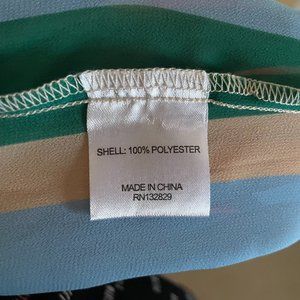 SHELL: 100% POLYESTER
MADE IN CHINA
RN132829